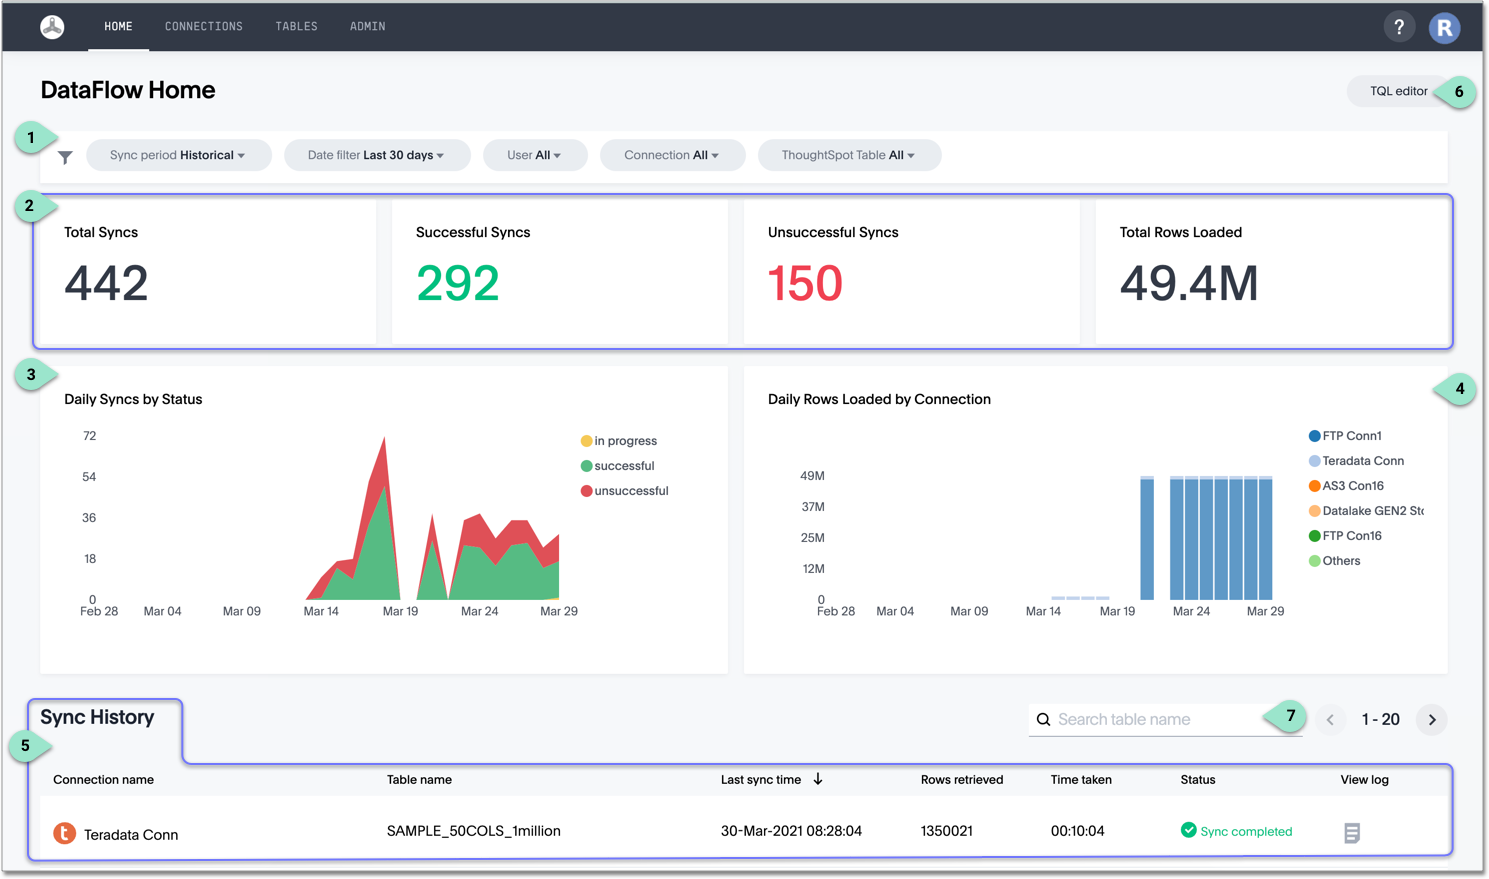 HOME CONNECTIONS TABLES ADMIN ? R
DataFlow Home
TQL editor 6
1
Sync period Historical Date filter Last 30 days User All Connection All ThoughtSpot Table All
2
Total Syncs Successful Syncs Unsuccessful Syncs Total Rows Loaded
442 292 150 49.4M
3
4
Daily Syncs by Status
72
54
36
18
0
Feb 28 Mar 04 Mar 09 Mar 14 Mar 19 Mar 24 Mar 29
in progress
successful
unsuccessful
Daily Rows Loaded by Connection
49M
37M
25M
12M
0
Feb 28 Mar 04 Mar 09 Mar 14 Mar 19 Mar 24 Mar 29
FTP Conn1
Teradata Conn
AS3 Con16
Datalake GEN2 Stc
FTP Con16
Others
Sync History
Search table name 7 1 - 20
5
Connection name Table name Last sync time Rows retrieved Time taken Status View log
t Teradata Conn SAMPLE_50COLS_1million 30-Mar-2021 08:28:04 1350021 00:10:04 Sync completed